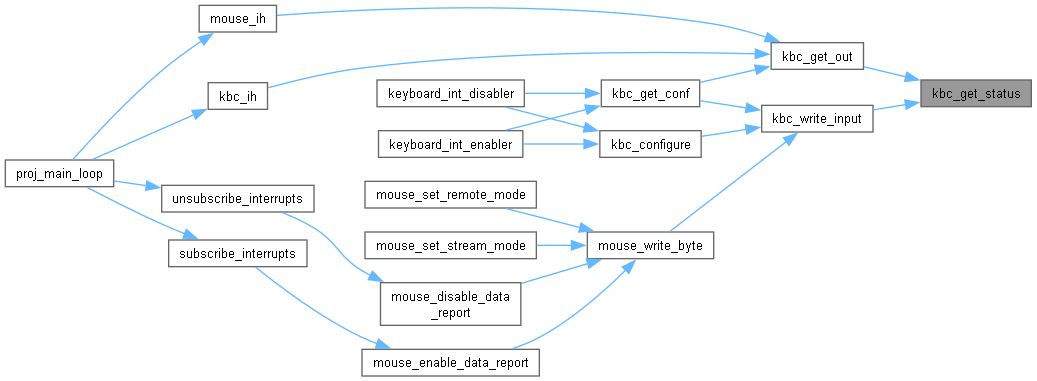 mouse_ih
kbc_get_out
kbc_ih
keyboard_int_disabler
kbc_get_conf
kbc_get_status
kbc_write_input
keyboard_int_enabler
kbc_configure
proj_main_loop
unsubscribe_interrupts
mouse_set_remote_mode
subscribe_interrupts
mouse_set_stream_mode
mouse_write_byte
mouse_disable_data
_report
mouse_enable_data_report